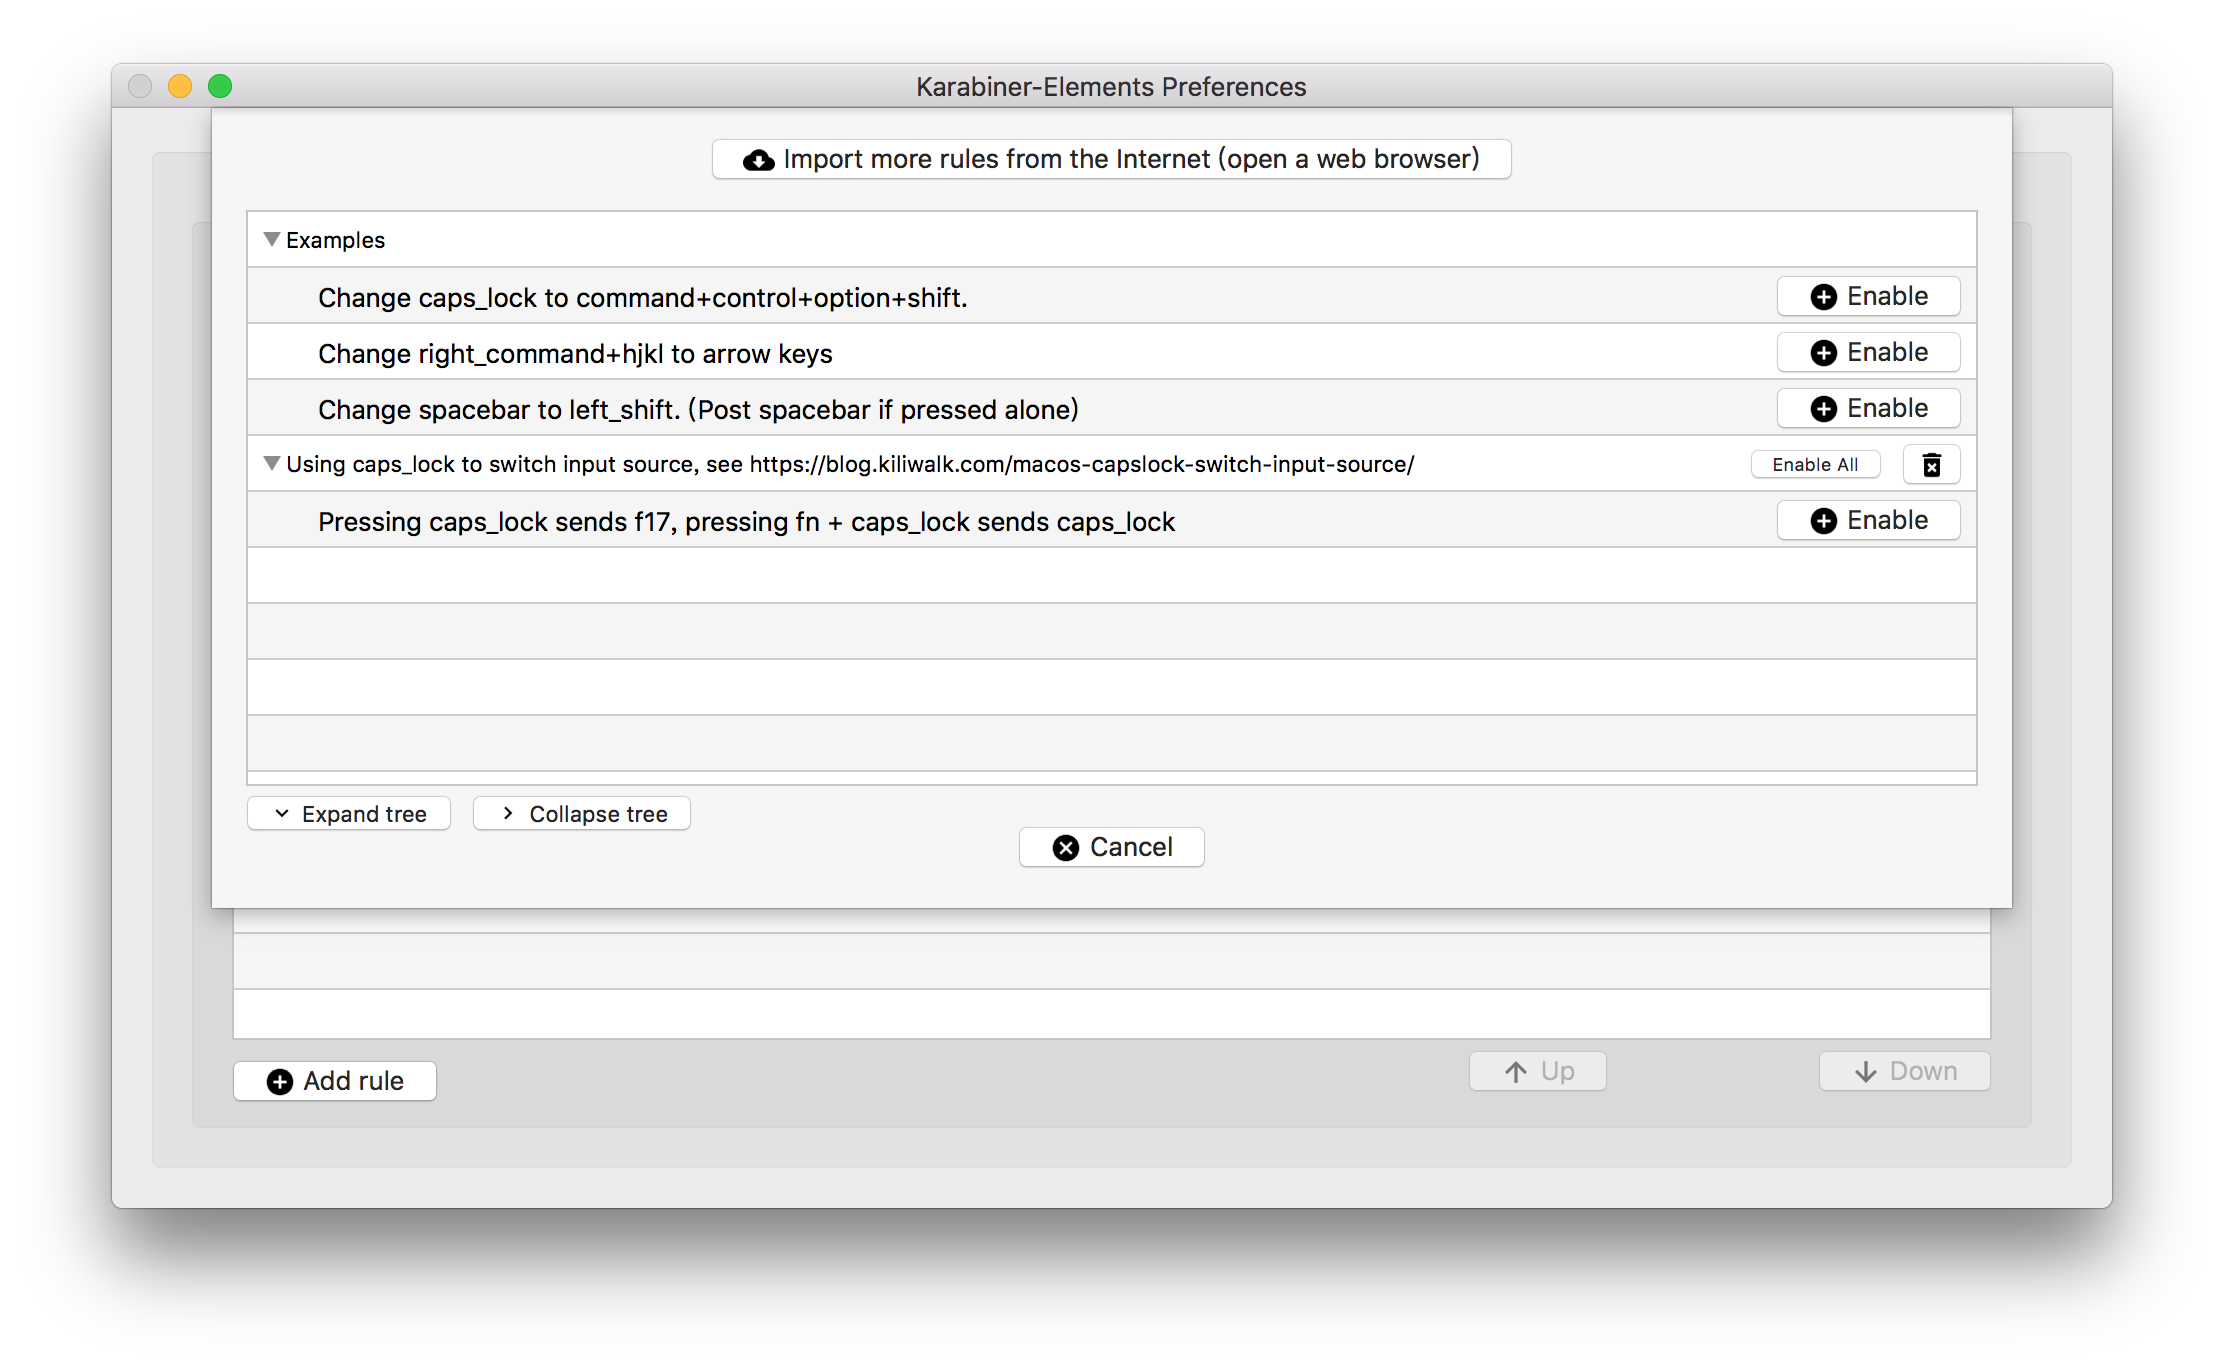 Karabiner-Elements Preferences
Import more rules from the Internet (open a web browser)
Examples
Change caps_lock to command+control+option+shift.
Enable
Change right_command+hjkl to arrow keys
Enable
Change spacebar to left_shift. (Post spacebar if pressed alone)
Enable
Using caps_lock to switch input source, see https://blog.kiliwalk.com/macos-capslock-switch-input-source/
Enable All
Pressing caps_lock sends f17, pressing fn + caps_lock sends caps_lock
Enable
Expand tree
Collapse tree
Cancel
Add rule
Up
Down